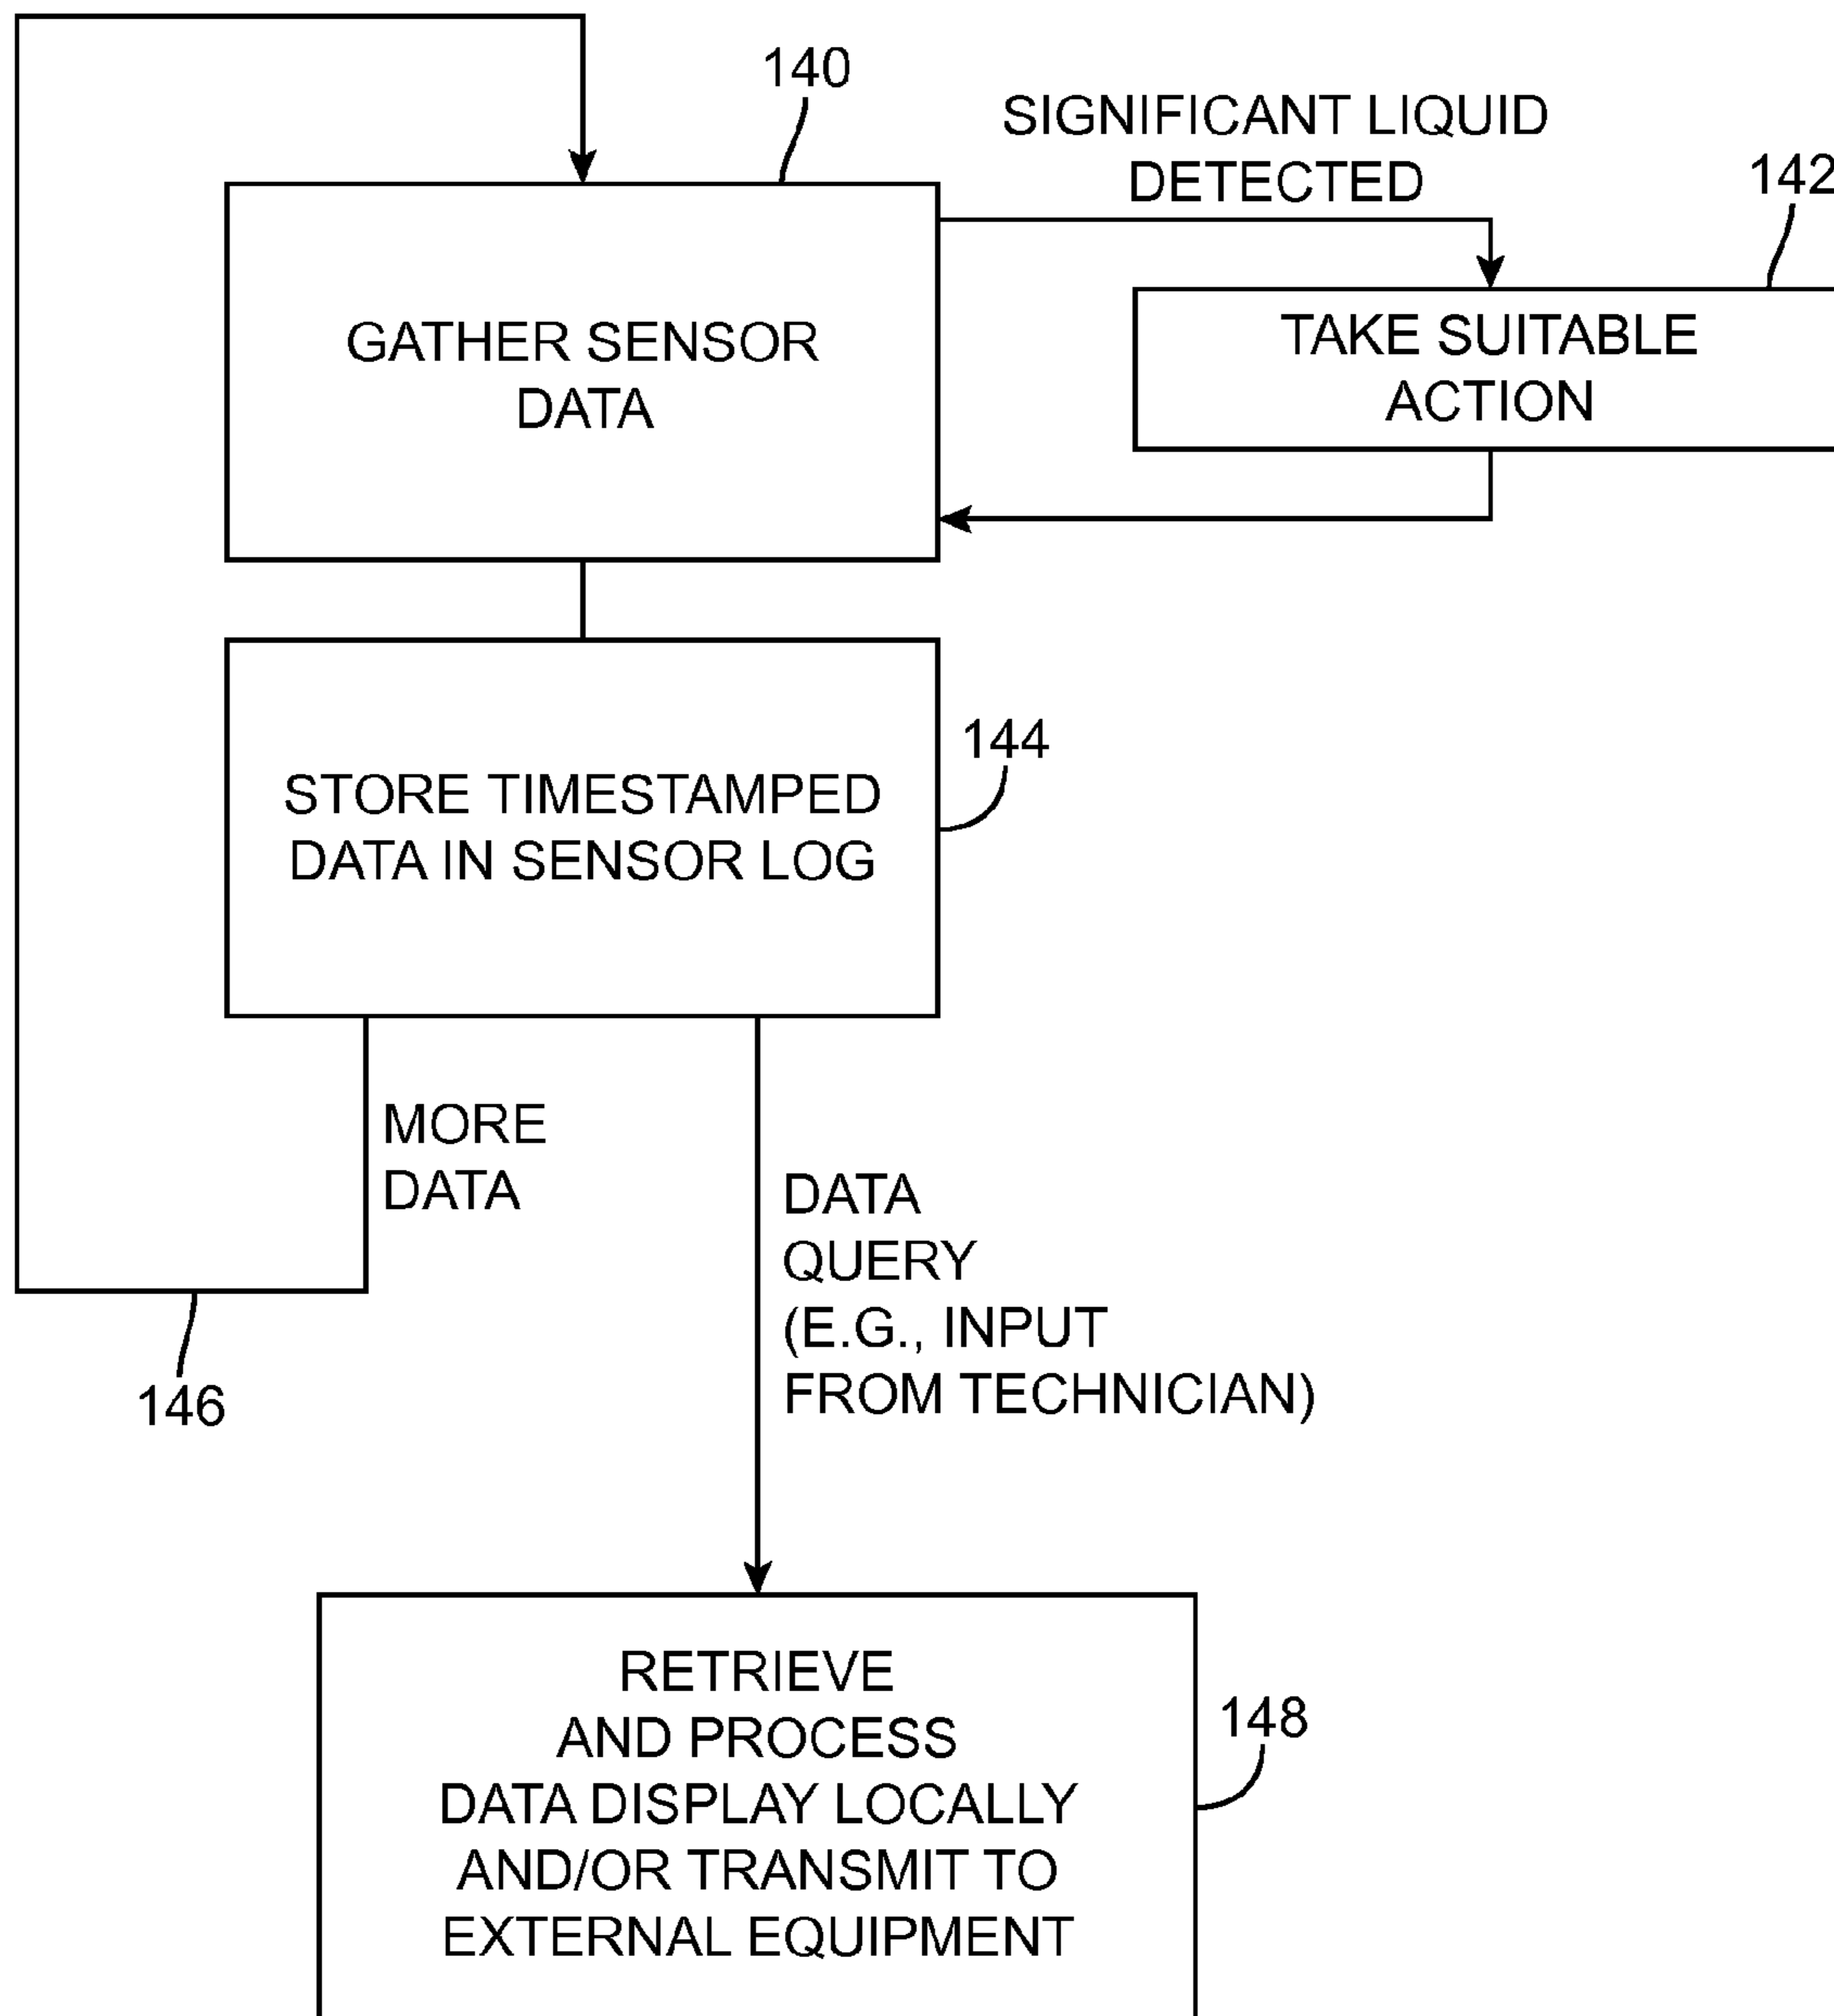 140
SIGNIFICANT LIQUID
DETECTED
142
GATHER SENSOR
DATA
TAKE SUITABLE
ACTION
144
STORE TIMESTAMPED
DATA IN SENSOR LOG
MORE
DATA
146
DATA
QUERY
(E.G., INPUT
FROM TECHNICIAN)
RETRIEVE
AND PROCESS
DATA DISPLAY LOCALLY
AND/OR TRANSMIT TO
EXTERNAL EQUIPMENT
148